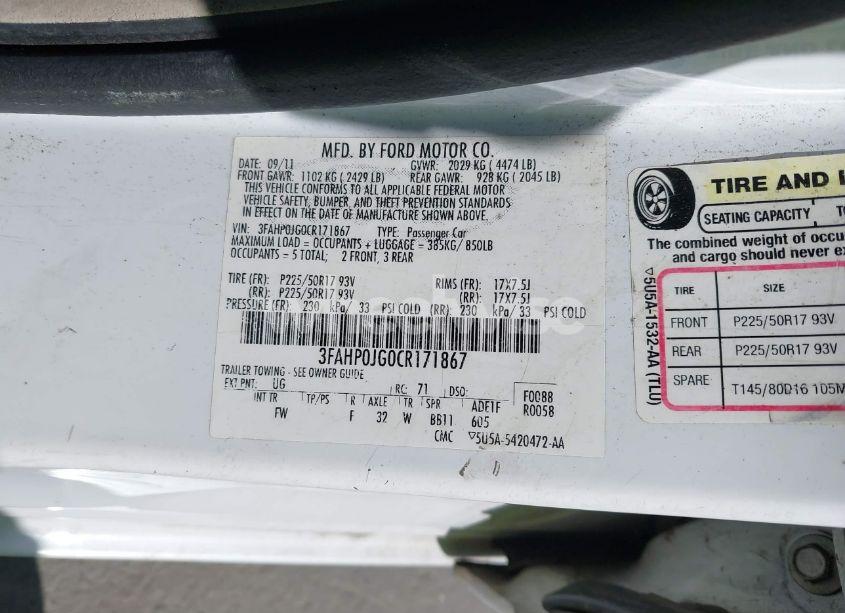 MFD. BY FORD MOTOR CO.
DATE: 09/11 GVWR: 2029 KG ( 4474 LB)
FRONT GAWR: 1102 KG ( 2429 LB) REAR GAWR: 928 KG ( 2045 LB)
THIS VEHICLE CONFORMS TO ALL APPLICABLE FEDERAL MOTOR
VEHICLE SAFETY, BUMPER, AND THEFT PREVENTION STANDARDS
IN EFFECT ON THE DATE OF MANUFACTURE SHOWN ABOVE.
VIN: 3FAHP0JG0CR171867 TYPE: Passenger Car
MAXIMUM LOAD = OCCUPANTS + LUGGAGE = 385KG/ 850LB
OCCUPANTS = 5 TOTAL; 2 FRONT, 3 REAR
TIRE (FR): P225/50R17 93V RIMS (FR): 17X7.5J
(RR): P225/50R17 93V (RR): 17X7.5J
PRESSURE (FR): 230 kPa/ 33 PSI COLD (RR): 230 kPa/ 33 PSI COLD
3FAHP0JG0CR171867
TRAILER TOWING - SEE OWNER GUIDE
EXT PNT: UG RC: 71 DSO: F0088
INT TR TP/PS R AXLE TR SPR ADE1F R0058
FW F 32 W BB11 605
CMC ▽5U5A-5420472-AA
TIRE AND
SEATING CAPACITY
The combined weight of
and cargo should never
TIRE SIZE
FRONT P225/50R17 93V
REAR P225/50R17 93V
SPARE T145/80D16 105M
▽5U5A-1532-AA (TLU)